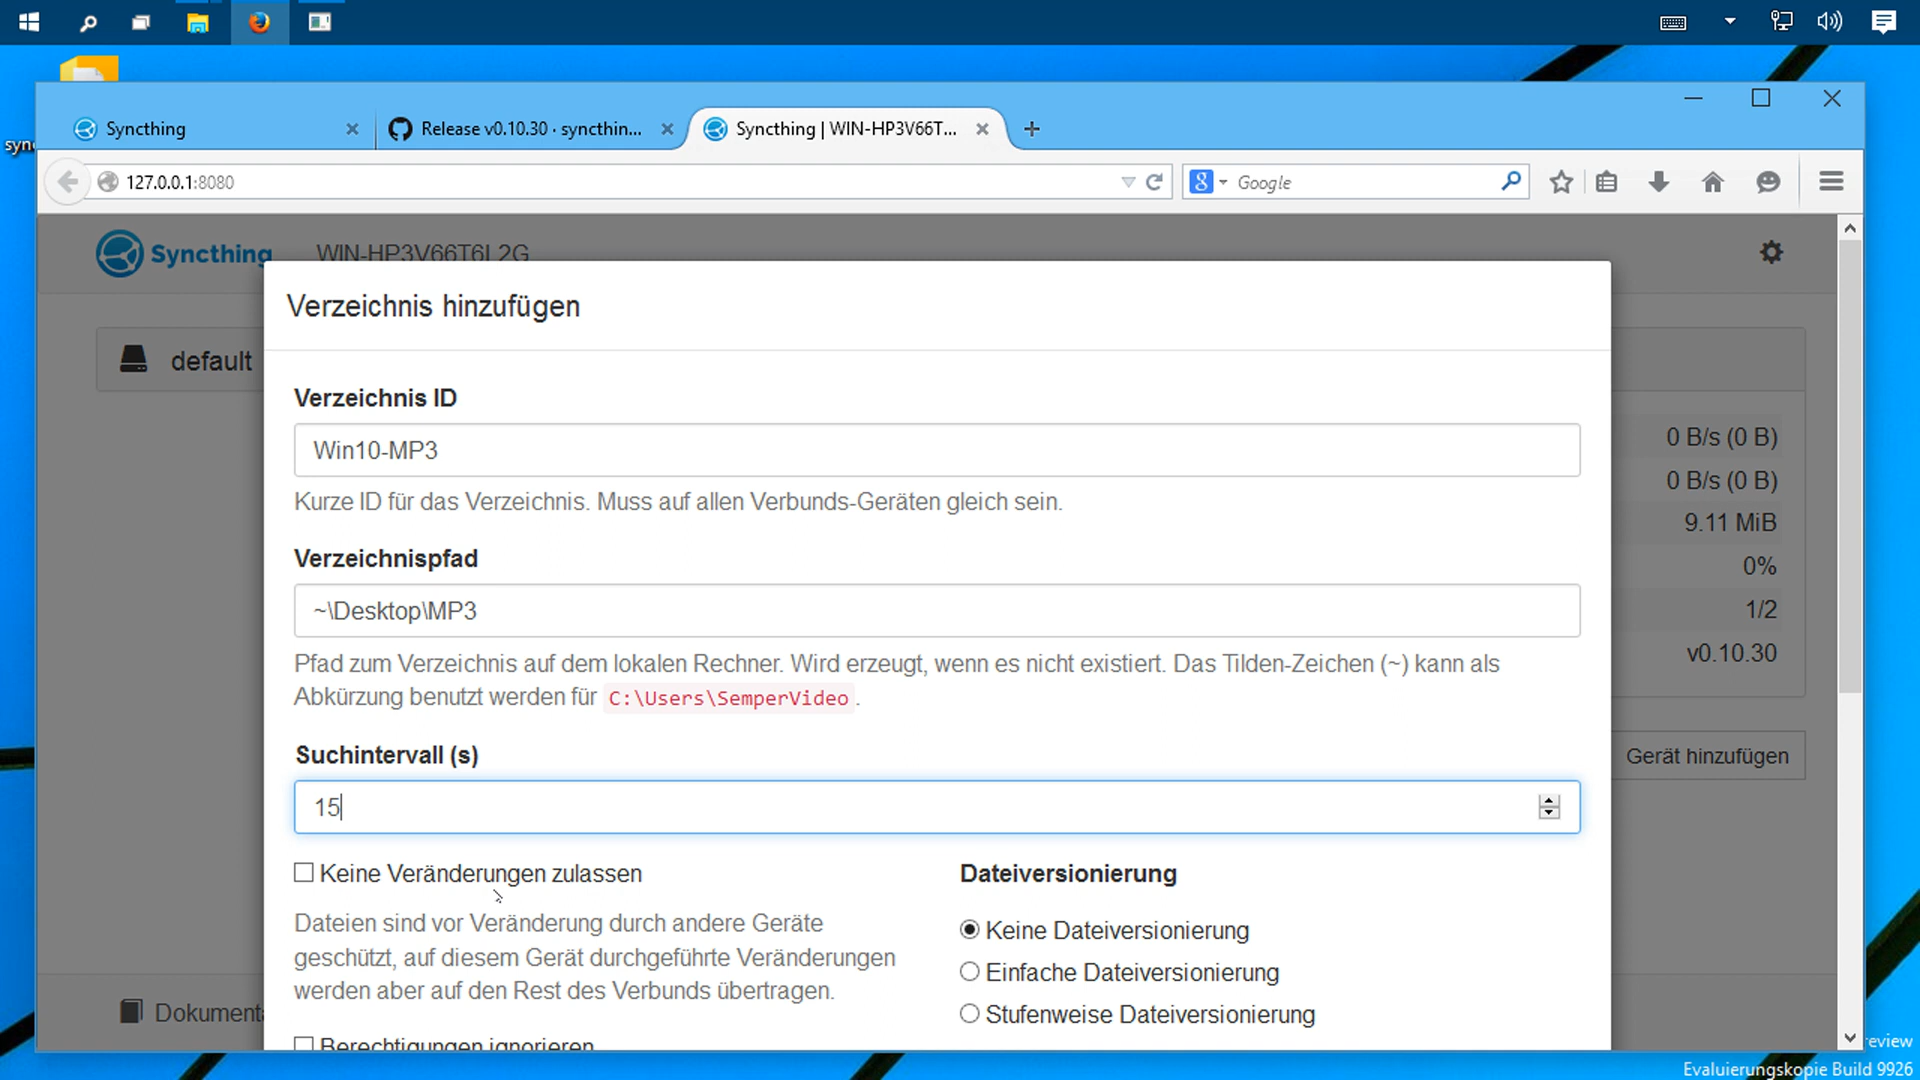 syn
Syncthing
Release v0.10.30 · syncthin...
Syncthing | WIN-HP3V66T...
127.0.0.1:8080
Google
Syncthing
WIN-HP3V66T6L2G
Verzeichnis hinzufügen
default
Verzeichnis ID
Win10-MP3
Kurze ID für das Verzeichnis. Muss auf allen Verbunds-Geräten gleich sein.
Verzeichnispfad
~\Desktop\MP3
Pfad zum Verzeichnis auf dem lokalen Rechner. Wird erzeugt, wenn es nicht existiert. Das Tilden-Zeichen (~) kann als
Abkürzung benutzt werden für C:\Users\SemperVideo .
Suchintervall (s)
15
Keine Veränderungen zulassen
Dateien sind vor Veränderung durch andere Geräte
geschützt, auf diesem Gerät durchgeführte Veränderungen
werden aber auf den Rest des Verbunds übertragen.
Berechtigungen ignorieren
Dateiversionierung
Keine Dateiversionierung
Einfache Dateiversionierung
Stufenweise Dateiversionierung
0 B/s (0 B)
0 B/s (0 B)
9.11 MiB
0%
1/2
v0.10.30
Gerät hinzufügen
Dokumenta
review
Evaluierungskopie Build 9926